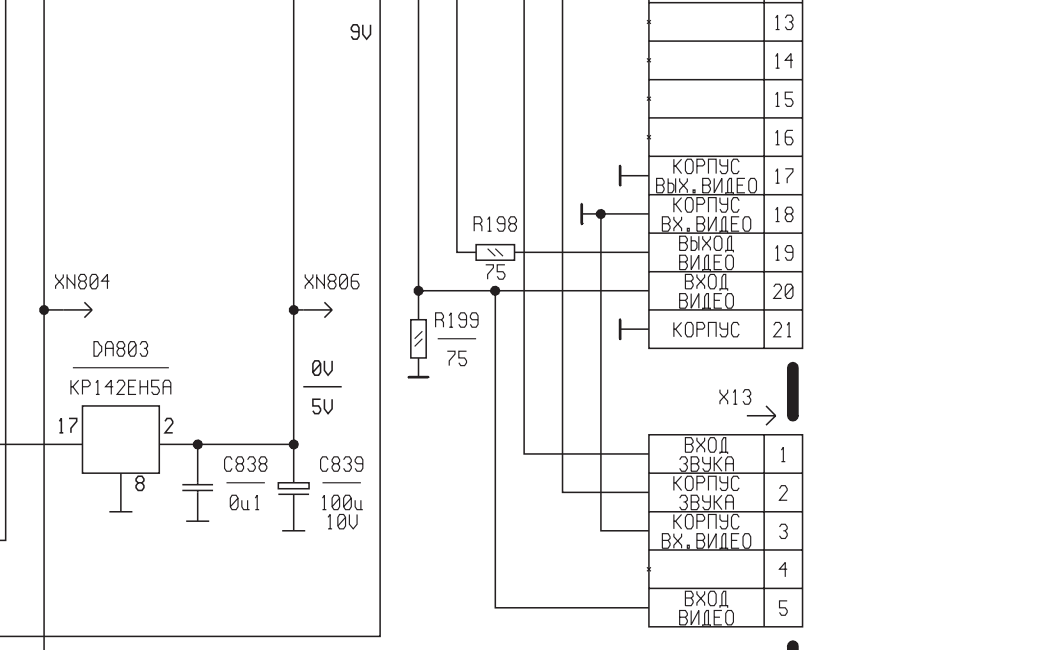 9V
13
14
15
16
КОРПУС
ВЫХ.ВИДЕО
17
КОРПУС
ВХ.ВИДЕО
18
R198
75
ВЫХОД
ВИДЕО
19
ВХОД
ВИДЕО
20
КОРПУС
21
XN804
XN806
R199
75
DA803
КР142ЕН5А
17
2
8
0V
5V
C838
0u1
C839
100u
10V
X13
ВХОД
ЗВУКА
1
КОРПУС
ЗВУКА
2
КОРПУС
ВХ.ВИДЕО
3
4
ВХОД
ВИДЕО
5